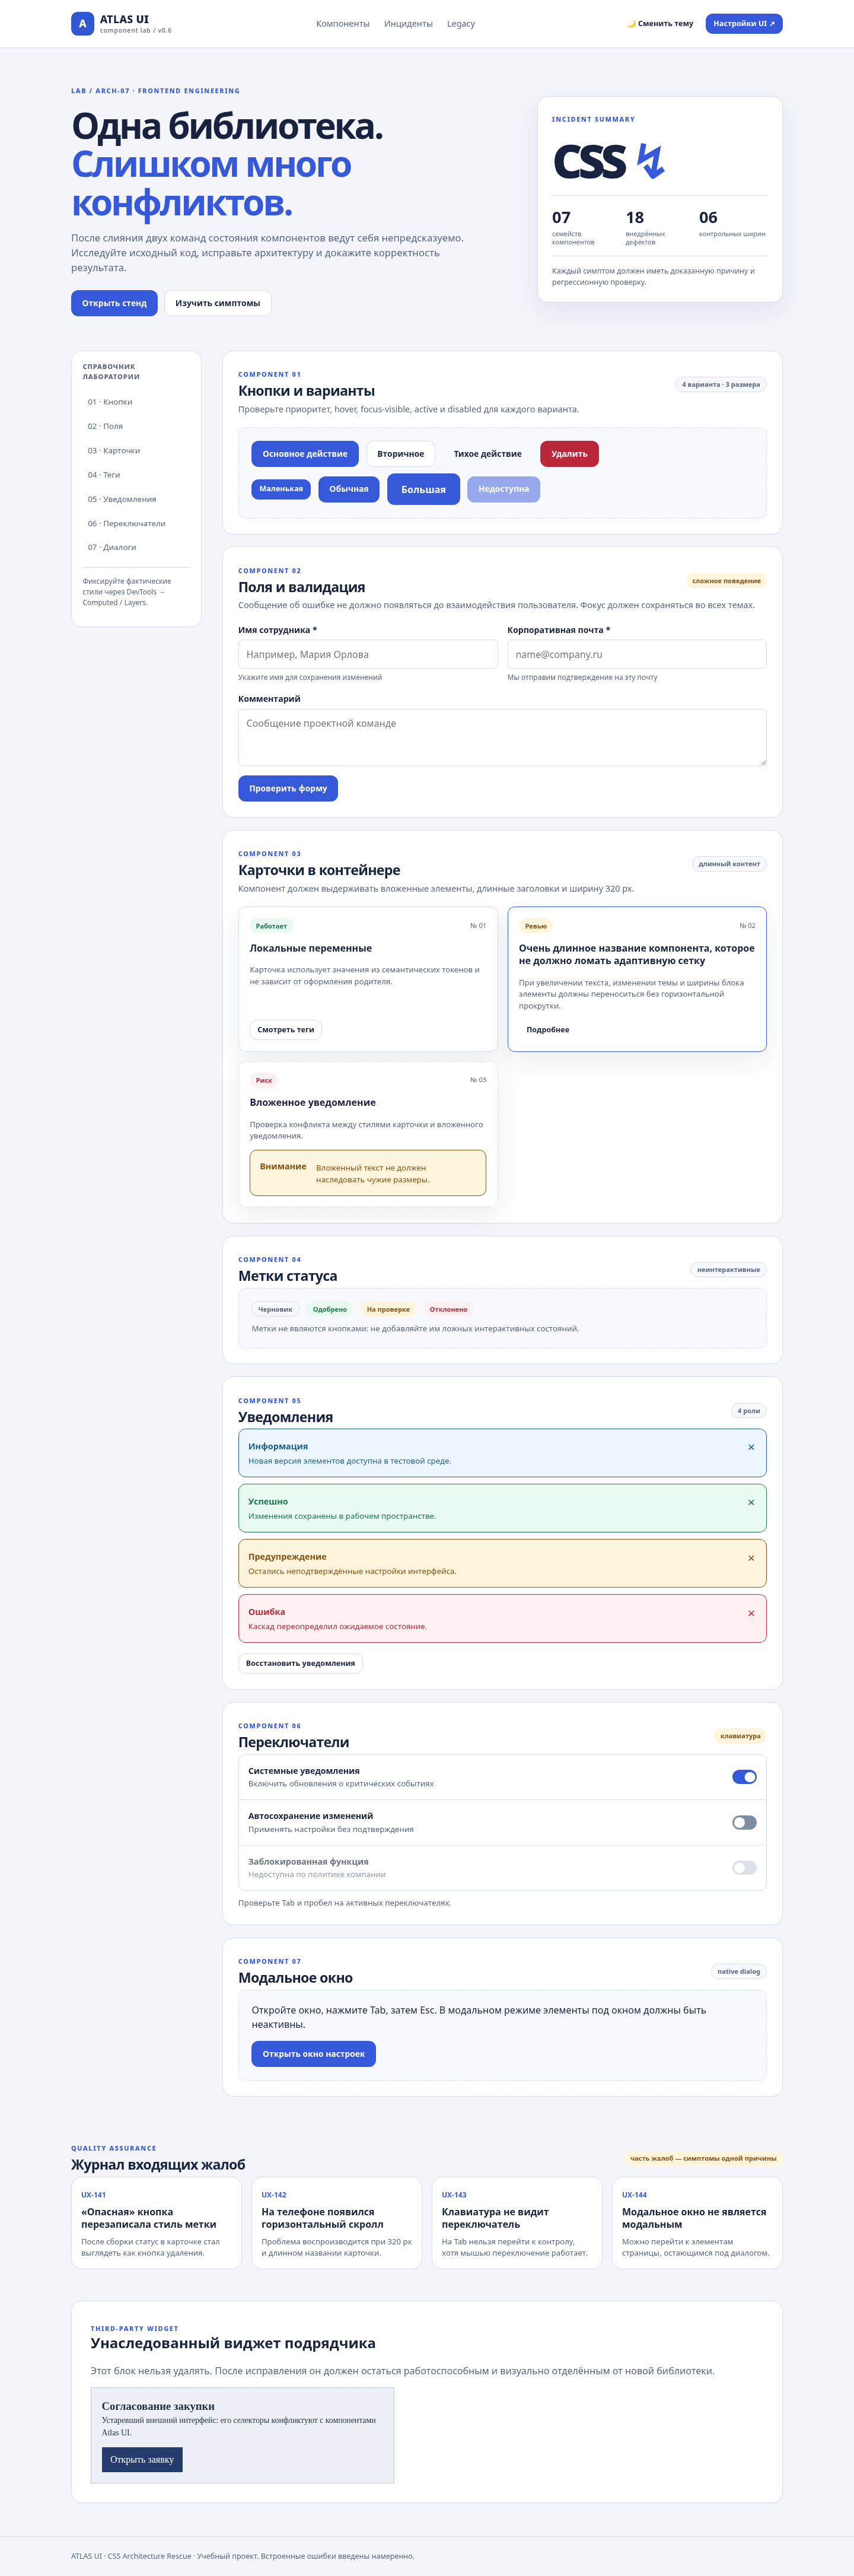 A
ATLAS UI
component lab / v0.6
Компоненты
Инциденты
Legacy
🌙 Сменить тему
Настройки UI ↗
LAB / ARCH-07 · FRONTEND ENGINEERING
Одна библиотека.
Слишком много
конфликтов.
После слияния двух команд состояния компонентов ведут себя непредсказуемо.
Исследуйте исходный код, исправьте архитектуру и докажите корректность
результата.
Открыть стенд
Изучить симптомы
INCIDENT SUMMARY
CSS ↯
07
семейств
компонентов
18
внедрённых
дефектов
06
контрольных ширин
Каждый симптом должен иметь доказанную причину и
регрессионную проверку.
СПРАВОЧНИК
ЛАБОРАТОРИИ
01 · Кнопки
02 · Поля
03 · Карточки
04 · Теги
05 · Уведомления
06 · Переключатели
07 · Диалоги
Фиксируйте фактические
стили через DevTools →
Computed / Layers.
COMPONENT 01
Кнопки и варианты
4 варианта · 3 размера
Проверьте приоритет, hover, focus-visible, active и disabled для каждого варианта.
Основное действие
Вторичное
Тихое действие
Удалить
Маленькая
Обычная
Большая
Недоступна
COMPONENT 02
Поля и валидация
сложное поведение
Сообщение об ошибке не должно появляться до взаимодействия пользователя. Фокус должен сохраняться во всех темах.
Имя сотрудника *
Например, Мария Орлова
Укажите имя для сохранения изменений
Корпоративная почта *
name@company.ru
Мы отправим подтверждение на эту почту
Комментарий
Сообщение проектной команде
Проверить форму
COMPONENT 03
Карточки в контейнере
длинный контент
Компонент должен выдерживать вложенные элементы, длинные заголовки и ширину 320 px.
Работает
№ 01
Локальные переменные
Карточка использует значения из семантических токенов и
не зависит от оформления родителя.
Смотреть теги
Ревью
№ 02
Очень длинное название компонента, которое
не должно ломать адаптивную сетку
При увеличении текста, изменении темы и ширины блока
элементы должны переноситься без горизонтальной
прокрутки.
Подробнее
Риск
№ 03
Вложенное уведомление
Проверка конфликта между стилями карточки и вложенного
уведомления.
Внимание
Вложенный текст не должен
наследовать чужие размеры.
COMPONENT 04
Метки статуса
неинтерактивные
Черновик
Одобрено
На проверке
Отклонено
Метки не являются кнопками: не добавляйте им ложных интерактивных состояний.
COMPONENT 05
Уведомления
4 роли
Информация
Новая версия элементов доступна в тестовой среде.
×
Успешно
Изменения сохранены в рабочем пространстве.
×
Предупреждение
Остались неподтверждённые настройки интерфейса.
×
Ошибка
Каскад переопределил ожидаемое состояние.
×
Восстановить уведомления
COMPONENT 06
Переключатели
клавиатура
Системные уведомления
Включить обновления о критических событиях
Автосохранение изменений
Применять настройки без подтверждения
Заблокированная функция
Недоступна по политике компании
Проверьте Tab и пробел на активных переключателях.
COMPONENT 07
Модальное окно
native dialog
Откройте окно, нажмите Tab, затем Esc. В модальном режиме элементы под окном должны быть
неактивны.
Открыть окно настроек
QUALITY ASSURANCE
Журнал входящих жалоб
часть жалоб — симптомы одной причины
UX-141
«Опасная» кнопка
перезаписала стиль метки
После сборки статус в карточке стал
выглядеть как кнопка удаления.
UX-142
На телефоне появился
горизонтальный скролл
Проблема воспроизводится при 320 px
и длинном названии карточки.
UX-143
Клавиатура не видит
переключатель
На Tab нельзя перейти к контролу,
хотя мышью переключение работает.
UX-144
Модальное окно не является
модальным
Можно перейти к элементам
страницы, остающимся под диалогом.
THIRD-PARTY WIDGET
Унаследованный виджет подрядчика
Этот блок нельзя удалять. После исправления он должен остаться работоспособным и визуально отделённым от новой библиотеки.
Согласование закупки
Устаревший внешний интерфейс: его селекторы конфликтуют с компонентами
Atlas UI.
Открыть заявку
ATLAS UI · CSS Architecture Rescue · Учебный проект. Встроенные ошибки введены намеренно.